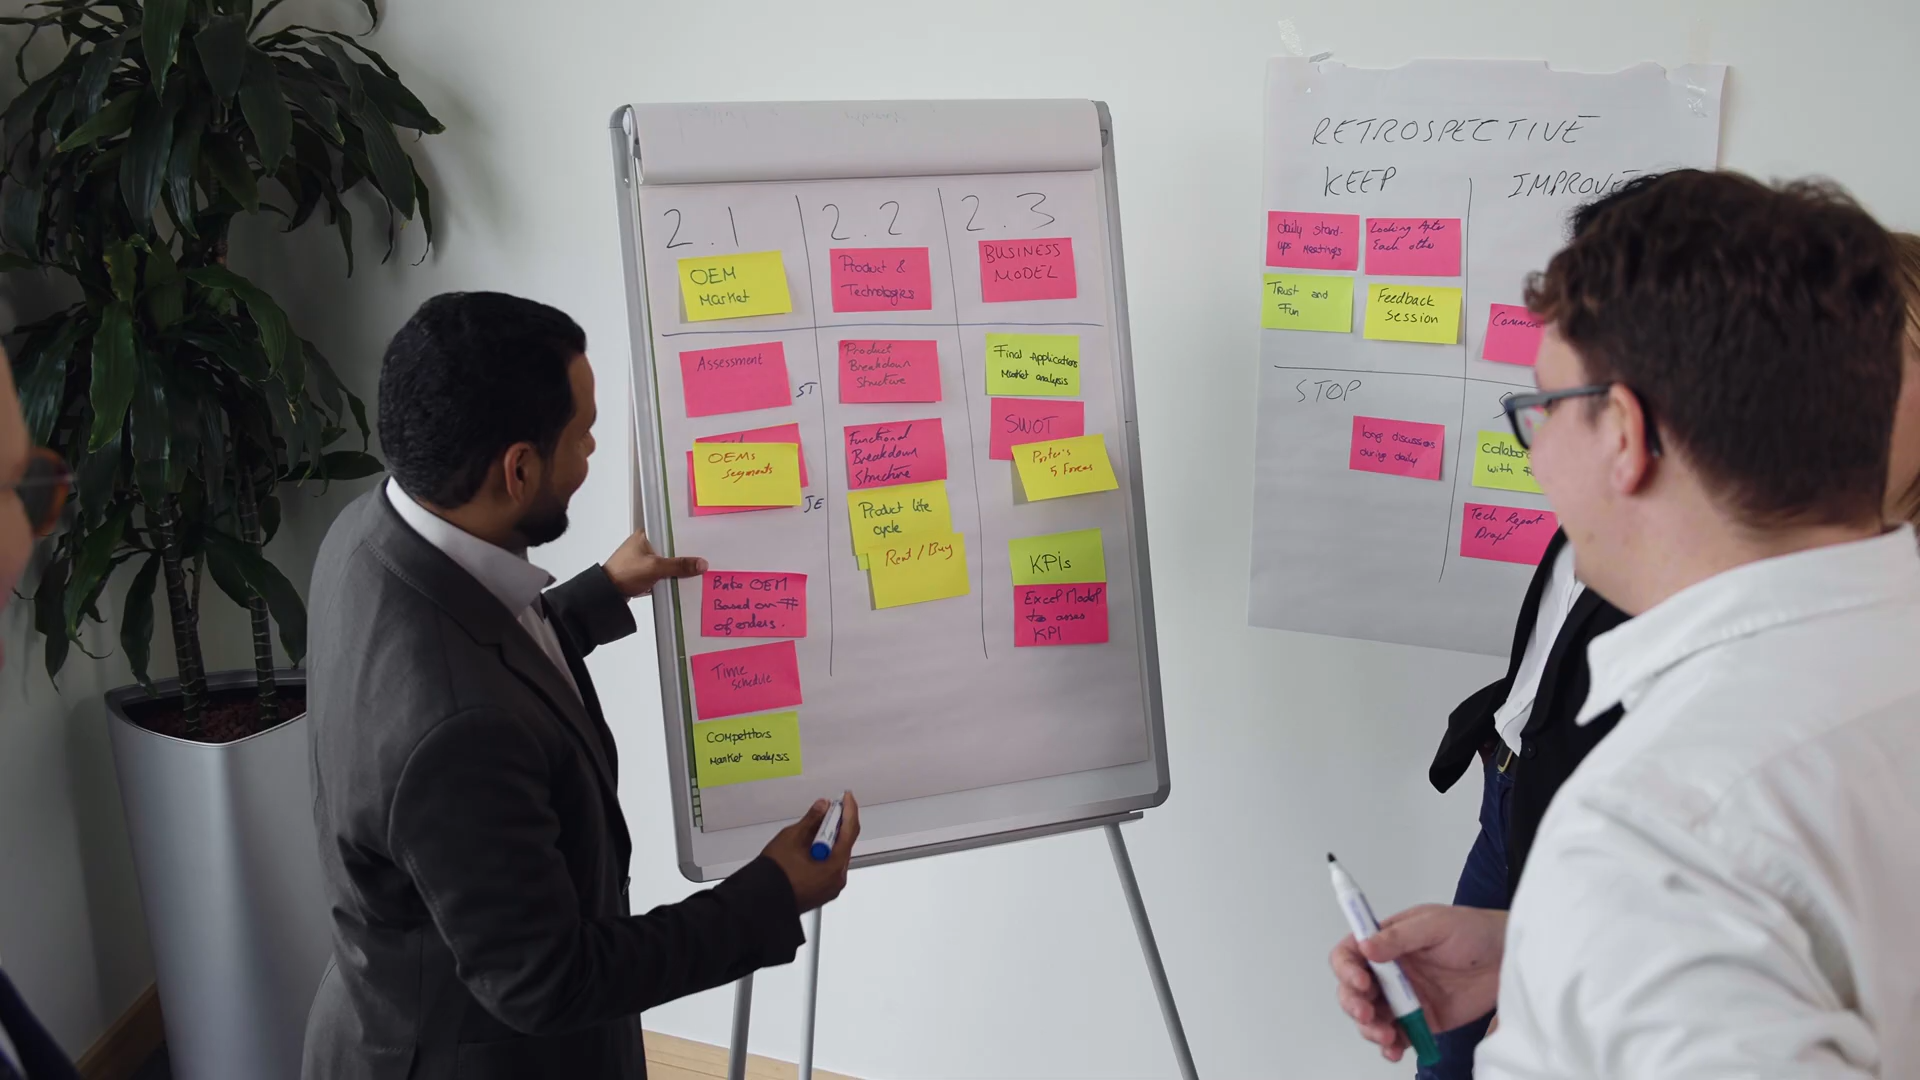 2.1
OEM
Market
Assessment
ST
OEMs
Segments
JE
OEM
Based on #
of orders.
Time
Schedule
Competitors
Market analysis
2.2
Product &
Technologies
Product
Breakdown
Structure
Functional
Breakdown
Structure
Product life
cycle
Rent / Buy
2.3
BUSINESS
MODEL
Final Applications
Market analysis
SWOT
Porter's
5 Forces
KPIs
Excel Model
to asses
KPI
RETROSPECTIVE
KEEP
daily stand-
ups Meetings
Looking After
Each other
Trust and
Fun
Feedback
Session
IMPROVE
STOP
long discussions
during daily
with
Tech Report
Draft